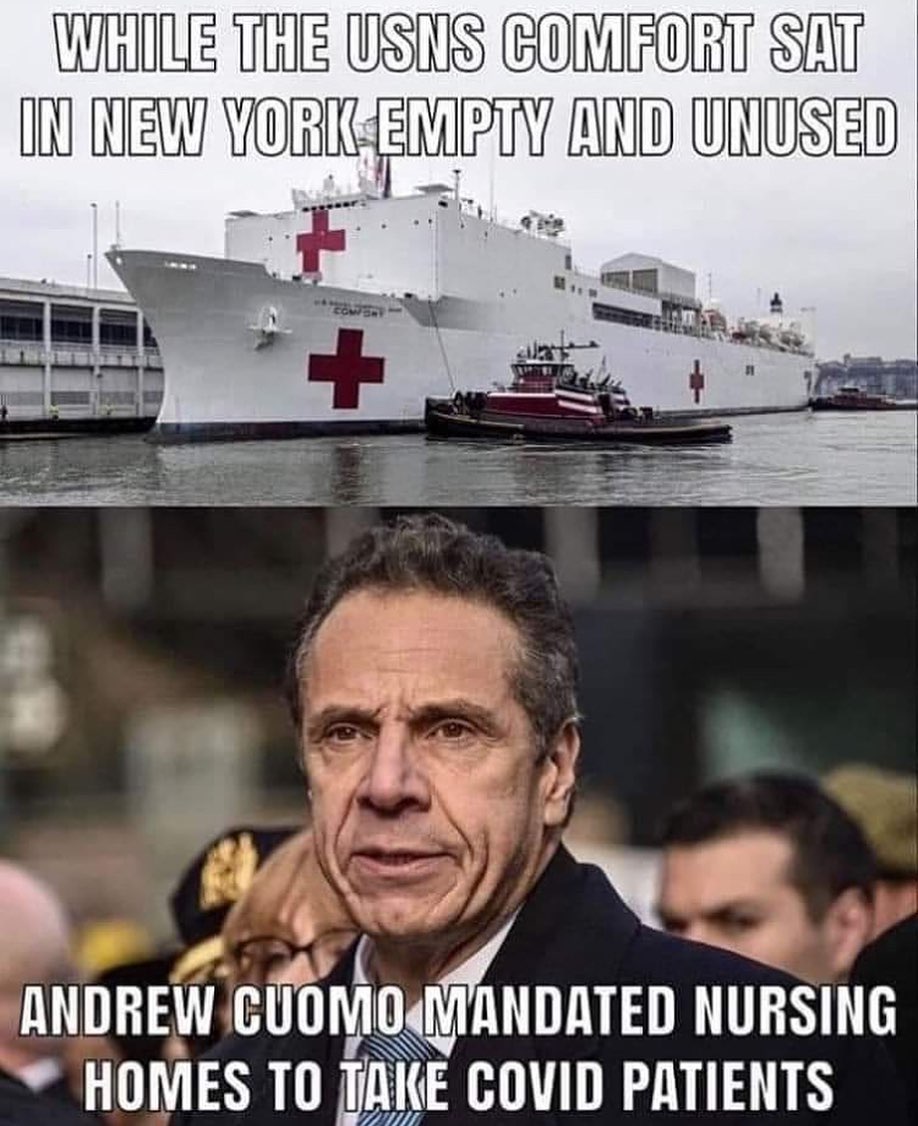 WHILE THE USNS COMFORT SAT
IN NEW YORK EMPTY AND UNUSED
COMFORT
ANDREW CUOMO MANDATED NURSING
HOMES TO TAKE COVID PATIENTS